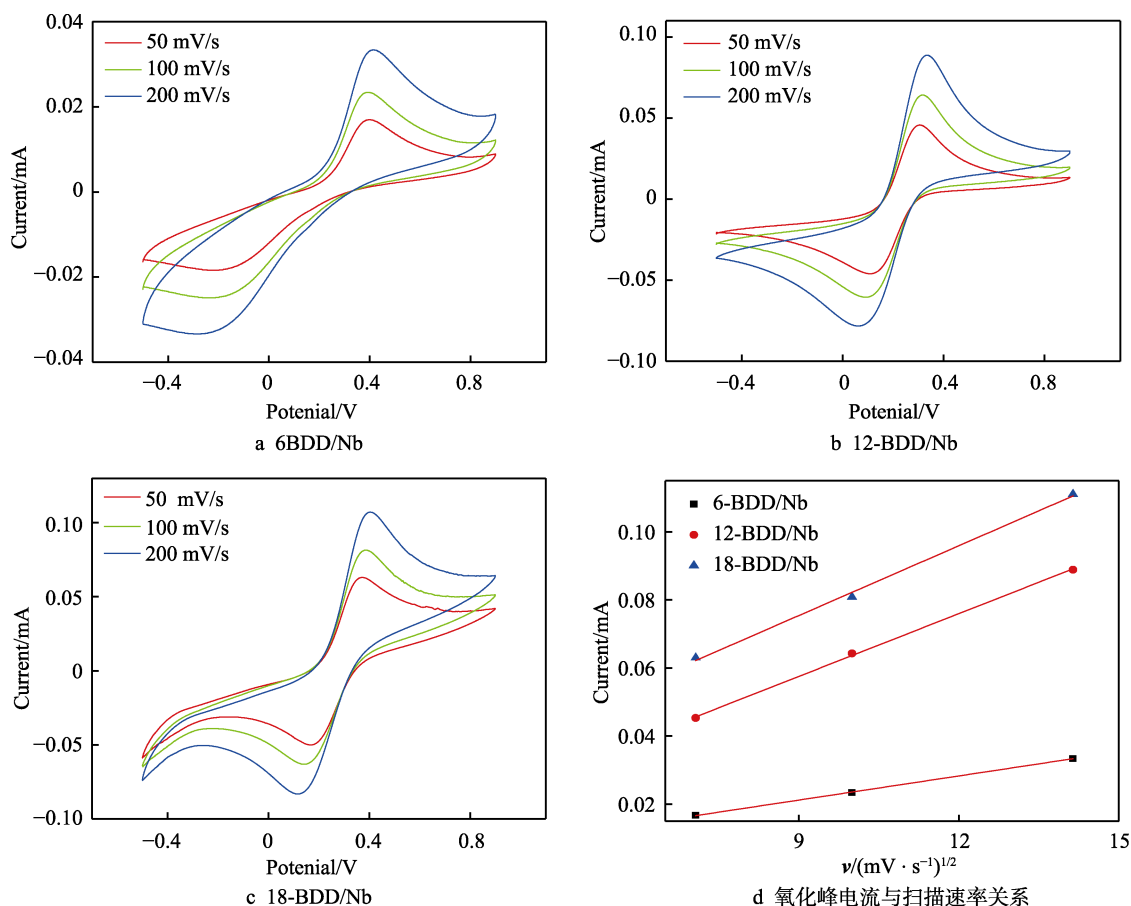 0.04
0.02
0
−0.02
−0.04
Current/mA
50 mV/s
100 mV/s
200 mV/s
−0.4
0
0.4
0.8
Potenial/V
a 6BDD/Nb
0.10
0.05
0
−0.05
−0.10
Current/mA
50 mV/s
100 mV/s
200 mV/s
−0.4
0
0.4
0.8
Potenial/V
b 12-BDD/Nb
0.10
0.05
0
−0.05
−0.10
Current/mA
50 mV/s
100 mV/s
200 mV/s
−0.4
0
0.4
0.8
Potenial/V
c 18-BDD/Nb
0.10
0.08
0.06
0.04
0.02
Current/mA
6-BDD/Nb
12-BDD/Nb
18-BDD/Nb
9
12
15
v/(mV · s⁻¹)¹/²
d 氧化峰电流与扫描速率关系